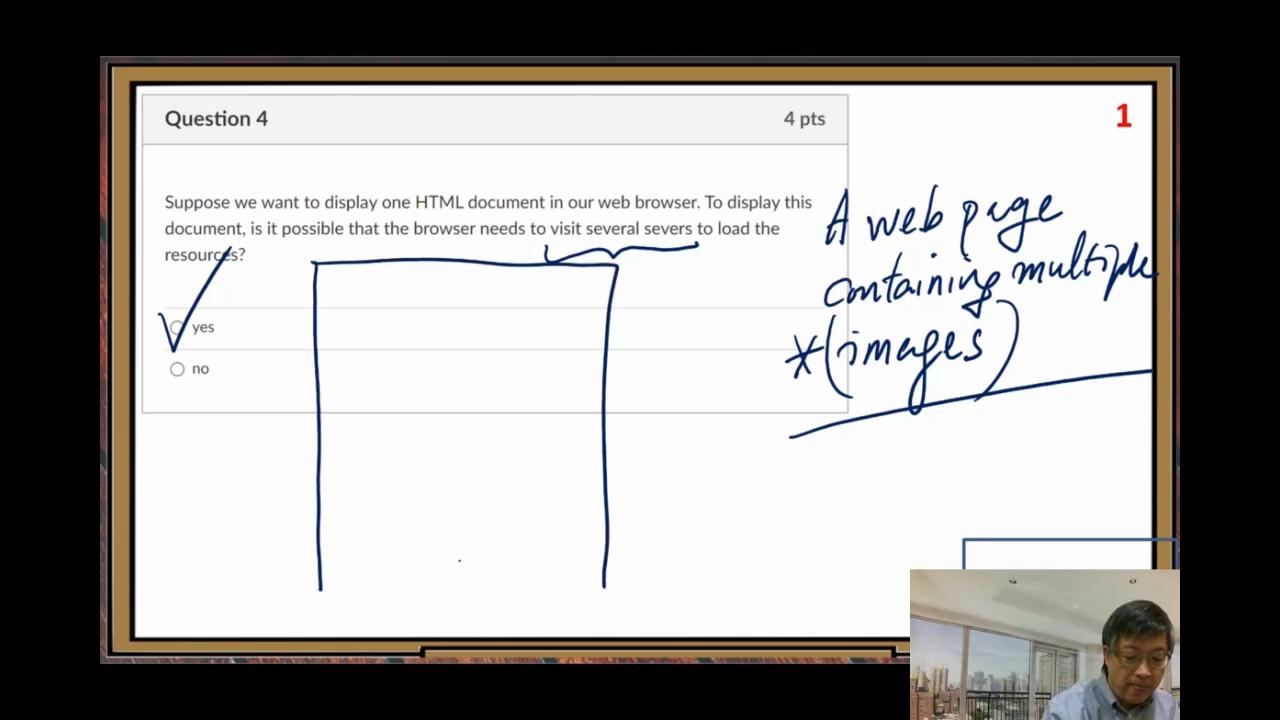 Question 4
4 pts
1
Suppose we want to display one HTML document in our web browser. To display this
document, is it possible that the browser needs to visit several severs to load the
resources?
yes
no
A web page
containing multiple
*(images)